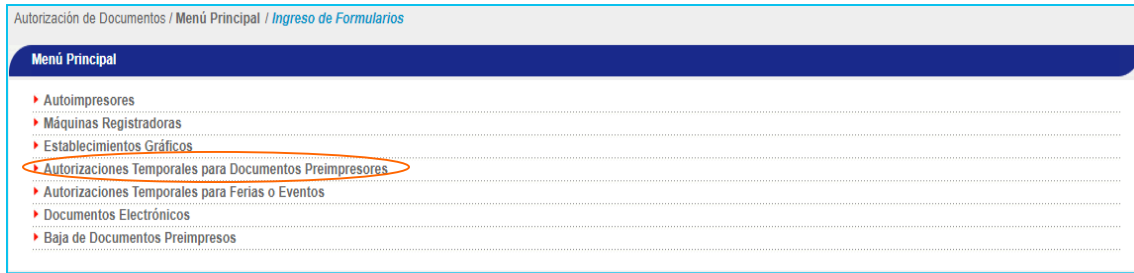 Autorización de Documentos / Menú Principal / Ingreso de Formularios
Menú Principal
Autoimpresores
Máquinas Registradoras
Establecimientos Gráficos
Autorizaciones Temporales para Documentos Preimpresores
Autorizaciones Temporales para Ferias o Eventos
Documentos Electrónicos
Baja de Documentos Preimpresos